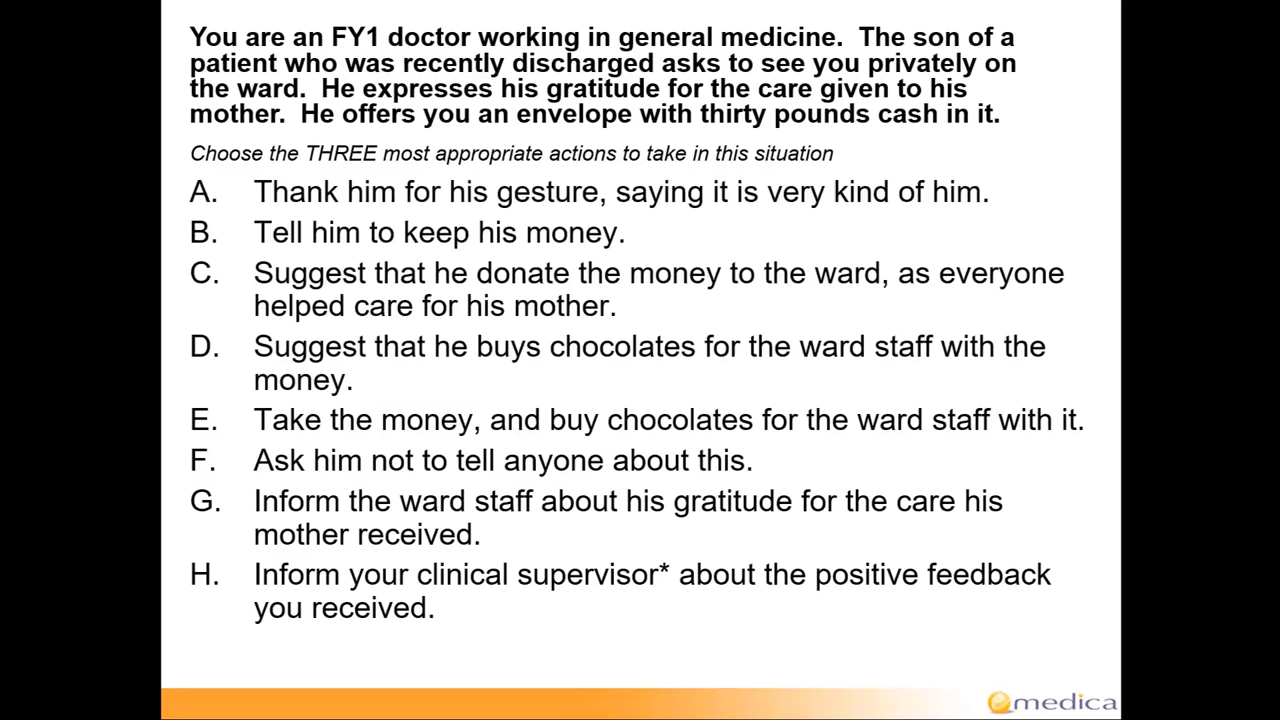 You are an FY1 doctor working in general medicine. The son of a
patient who was recently discharged asks to see you privately on
the ward. He expresses his gratitude for the care given to his
mother. He offers you an envelope with thirty pounds cash in it.
Choose the THREE most appropriate actions to take in this situation
A. Thank him for his gesture, saying it is very kind of him.
B. Tell him to keep his money.
C. Suggest that he donate the money to the ward, as everyone
helped care for his mother.
D. Suggest that he buys chocolates for the ward staff with the
money.
E. Take the money, and buy chocolates for the ward staff with it.
F. Ask him not to tell anyone about this.
G. Inform the ward staff about his gratitude for the care his
mother received.
H. Inform your clinical supervisor* about the positive feedback
you received.
emedica